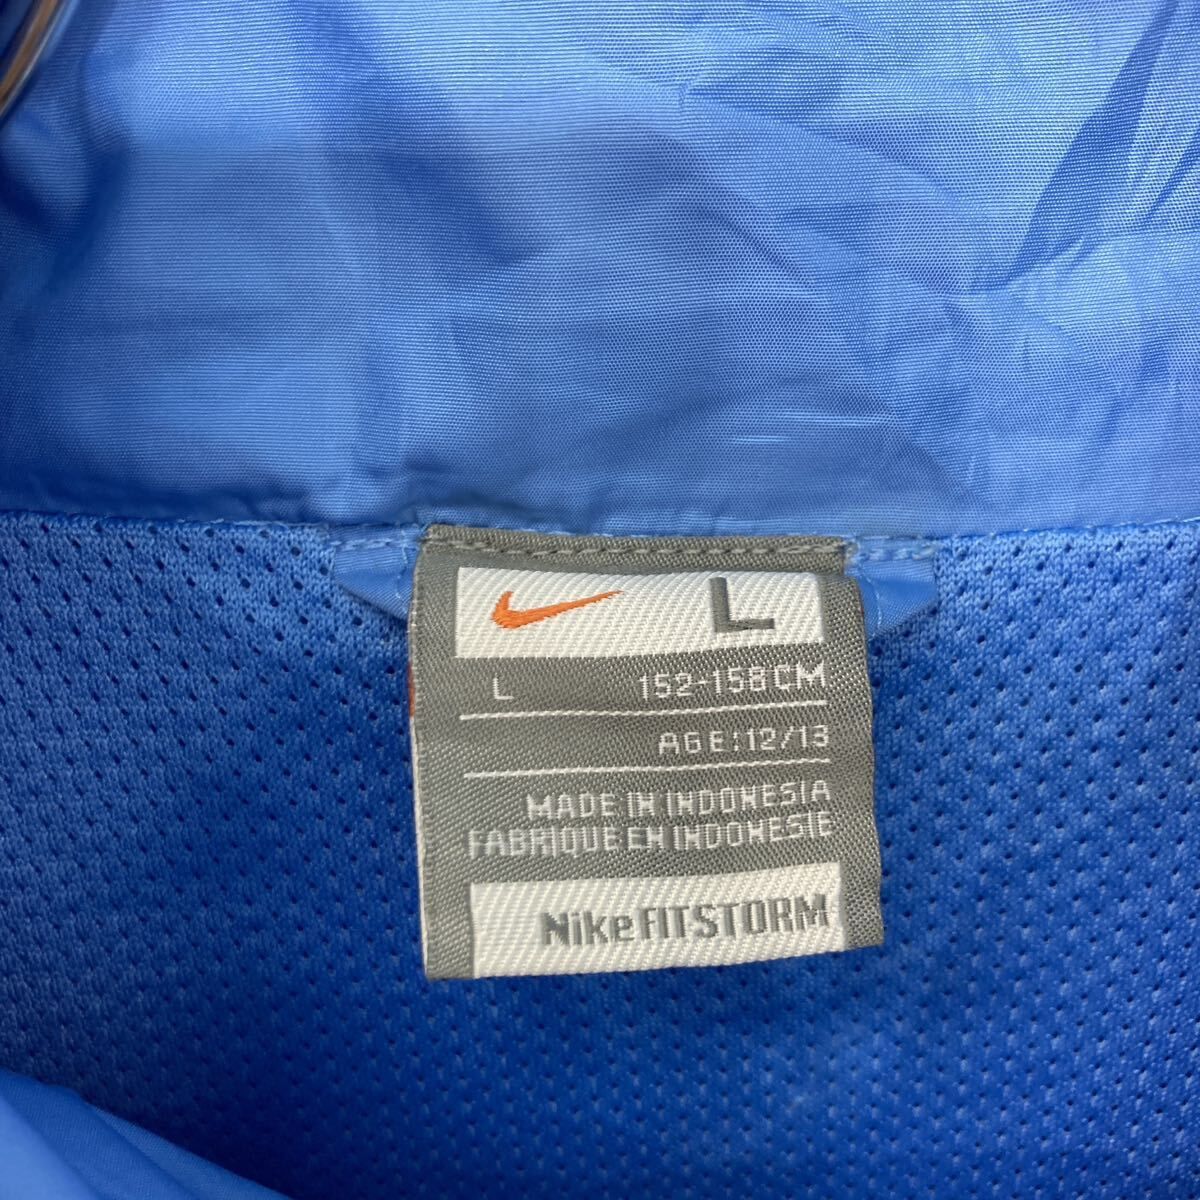 L
L 152-158CM
AGE:12/13
MADE IN INDONESIA
FABRIQUE EN INDONESIE
Nike FITSTORM